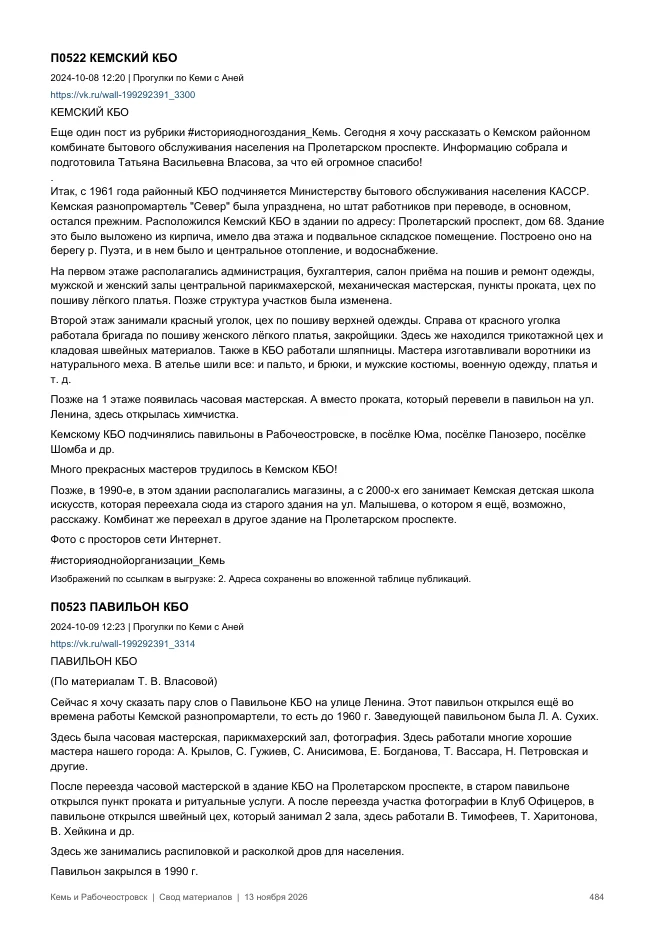 П0522 КЕМСКИЙ КБО
2024-10-08 12:20 | Прогулки по Кеми с Аней
https://vk.ru/wall-199292391_3300
КЕМСКИЙ КБО
Еще один пост из рубрики #историяодногоздания_Кемь. Сегодня я хочу рассказать о Кемском районном
комбинате бытового обслуживания населения на Пролетарском проспекте. Информацию собрала и
подготовила Татьяна Васильевна Власова, за что ей огромное спасибо!
.
Итак, с 1961 года районный КБО подчиняется Министерству бытового обслуживания населения КАССР.
Кемская разнопромартель "Север" была упразднена, но штат работников при переводе, в основном,
остался прежним. Расположился Кемский КБО в здании по адресу: Пролетарский проспект, дом 68. Здание
это было выложено из кирпича, имело два этажа и подвальное складское помещение. Построено оно на
берегу р. Пуэта, и в нем было и центральное отопление, и водоснабжение.
На первом этаже располагались администрация, бухгалтерия, салон приёма на пошив и ремонт одежды,
мужской и женский залы центральной парикмахерской, механическая мастерская, пункты проката, цех по
пошиву лёгкого платья. Позже структура участков была изменена.
Второй этаж занимали красный уголок, цех по пошиву верхней одежды. Справа от красного уголка
работала бригада по пошиву женского лёгкого платья, закройщики. Здесь же находился трикотажной цех и
кладовая швейных материалов. Также в КБО работали шляпницы. Мастера изготавливали воротники из
натурального меха. В ателье шили все: и пальто, и брюки, и мужские костюмы, военную одежду, платья и
т. д.
Позже на 1 этаже появилась часовая мастерская. А вместо проката, который перевели в павильон на ул.
Ленина, здесь открылась химчистка.
Кемскому КБО подчинялись павильоны в Рабочеостровске, в посёлке Юма, посёлке Панозеро, посёлке
Шомба и др.
Много прекрасных мастеров трудилось в Кемском КБО!
Позже, в 1990-е, в этом здании располагались магазины, а с 2000-х его занимает Кемская детская школа
искусств, которая переехала сюда из старого здания на ул. Малышева, о котором я ещё, возможно,
расскажу. Комбинат же переехал в другое здание на Пролетарском проспекте.
Фото с просторов сети Интернет.
#историяоднойорганизации_Кемь
Изображений по ссылкам в выгрузке: 2. Адреса сохранены во вложенной таблице публикаций.
П0523 ПАВИЛЬОН КБО
2024-10-09 12:23 | Прогулки по Кеми с Аней
https://vk.ru/wall-199292391_3314
ПАВИЛЬОН КБО
(По материалам Т. В. Власовой)
Сейчас я хочу сказать пару слов о Павильоне КБО на улице Ленина. Этот павильон открылся ещё во
времена работы Кемской разнопромартели, то есть до 1960 г. Заведующей павильоном была Л. А. Сухих.
Здесь была часовая мастерская, парикмахерский зал, фотография. Здесь работали многие хорошие
мастера нашего города: А. Крылов, С. Гужиев, С. Анисимова, Е. Богданова, Т. Вассара, Н. Петровская и
другие.
После переезда часовой мастерской в здание КБО на Пролетарском проспекте, в старом павильоне
открылся пункт проката и ритуальные услуги. А после переезда участка фотографии в Клуб Офицеров, в
павильоне открылся швейный цех, который занимал 2 зала, здесь работали В. Тимофеев, Т. Харитонова,
В. Хейкина и др.
Здесь же занимались распиловкой и расколкой дров для населения.
Павильон закрылся в 1990 г.
Кемь и Рабочеостровск | Свод материалов | 13 ноября 2026
484